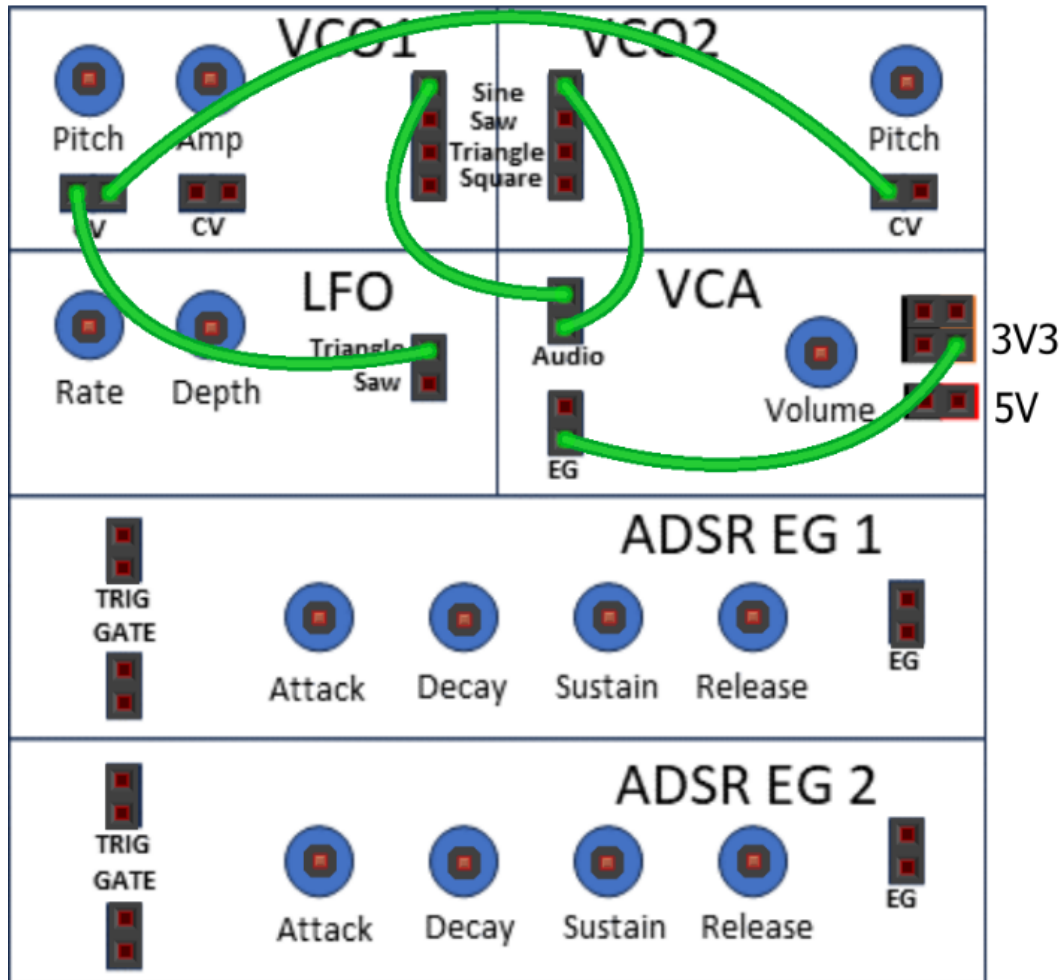 VCO1
VCO2
Pitch
Amp
Sine
Saw
Triangle
Square
Pitch
CV
CV
CV
LFO
VCA
Triangle
Saw
Rate
Depth
Audio
EG
Volume
3V3
5V
ADSR EG 1
TRIG
GATE
Attack
Decay
Sustain
Release
EG
ADSR EG 2
TRIG
GATE
Attack
Decay
Sustain
Release
EG